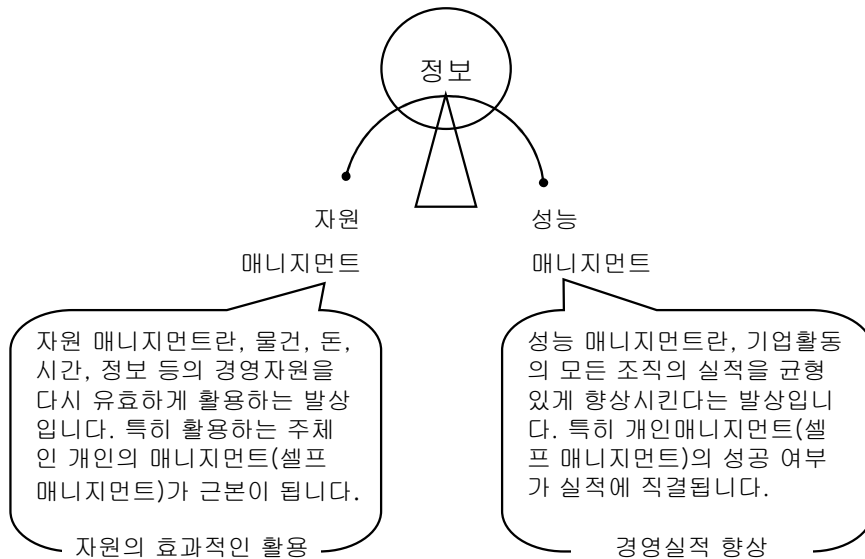 정보
자원
매니지먼트
성능
매니지먼트
자원 매니지먼트란, 물건, 돈,
시간, 정보 등의 경영자원을
다시 유효하게 활용하는 발상
입니다. 특히 활용하는 주체
인 개인의 매니지먼트(셀프
매니지먼트)가 근본이 됩니다.
자원의 효과적인 활용
성능 매니지먼트란, 기업활동
의 모든 조직의 실적을 균형
있게 향상시킨다는 발상입니
다. 특히 개인매니지먼트(셀
프 매니지먼트)의 성공 여부
가 실적에 직결됩니다.
경영실적 향상